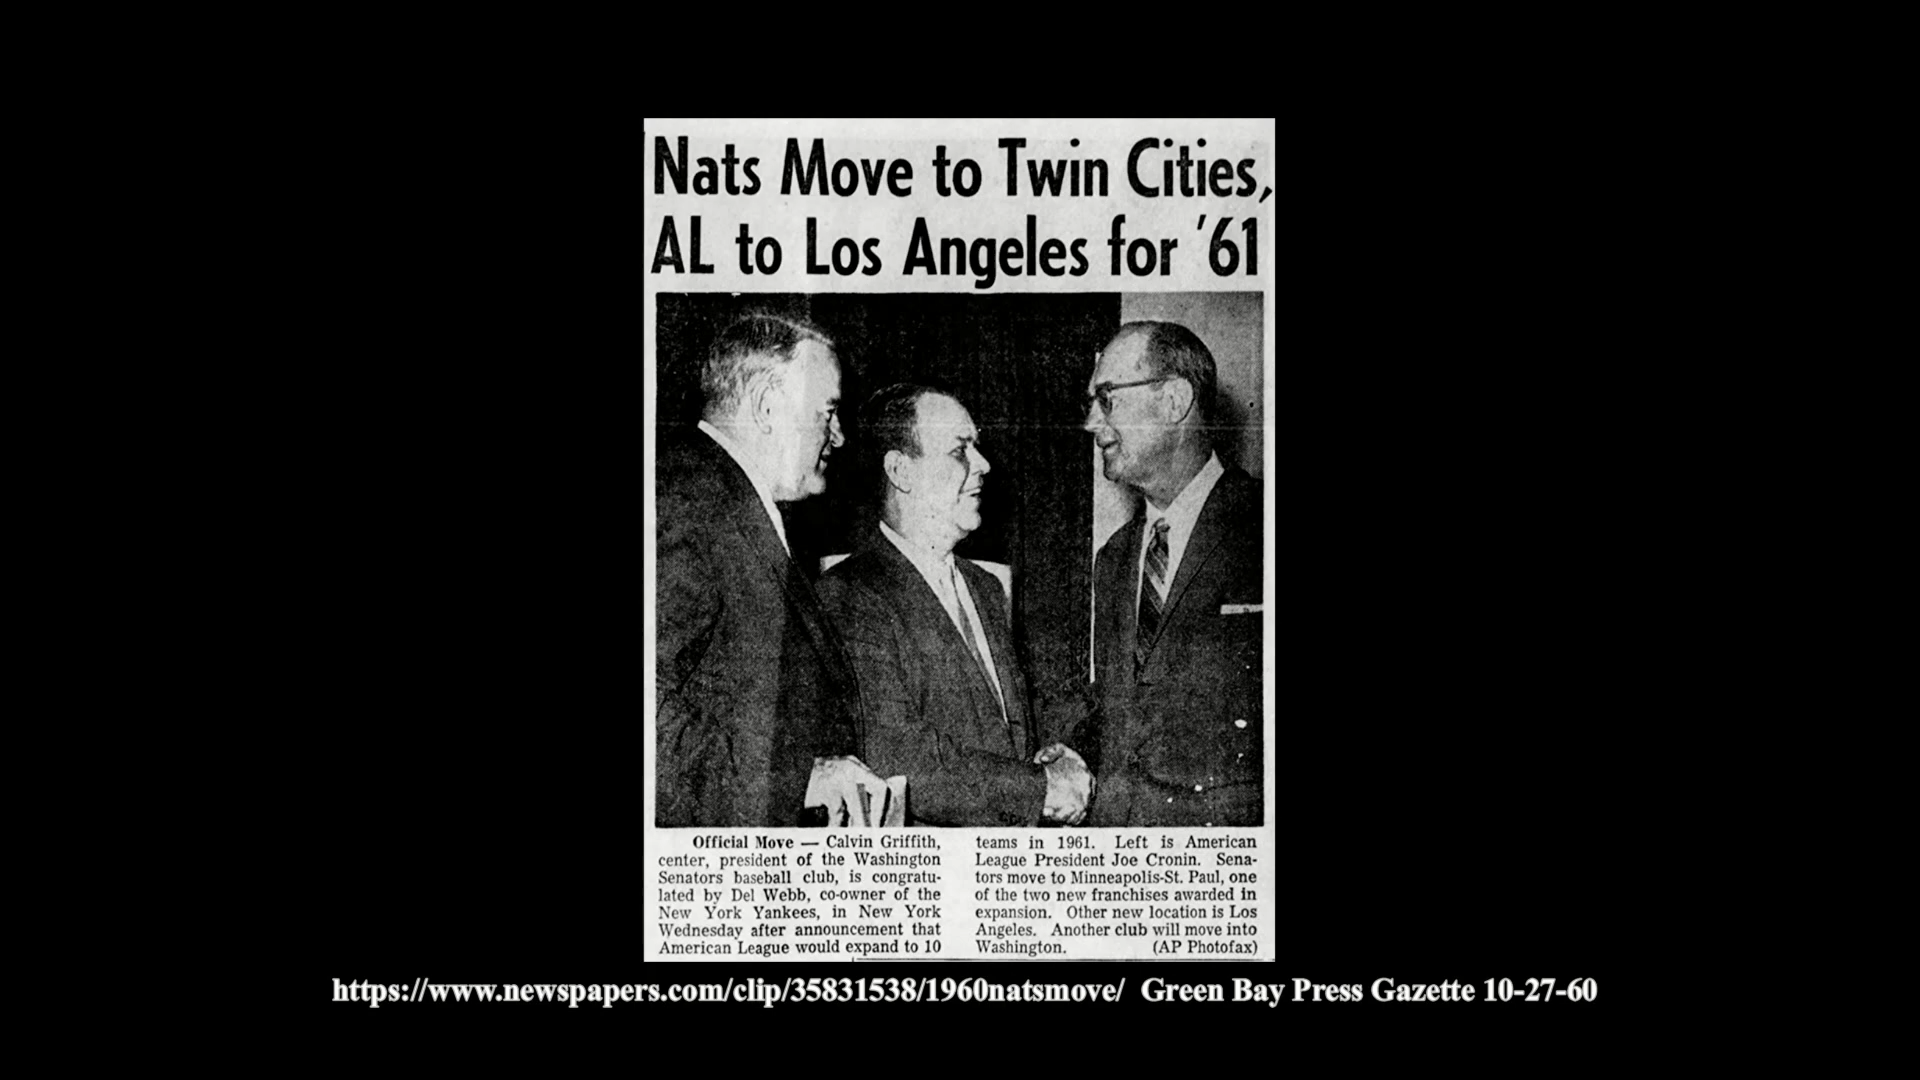 Nats Move to Twin Cities,
AL to Los Angeles for '61
Official Move — Calvin Griffith,
center, president of the Washington
Senators baseball club, is congratu-
lated by Del Webb, co-owner of the
New York Yankees, in New York
Wednesday after announcement that
American League would expand to 10
teams in 1961. Left is American
League President Joe Cronin. Sena-
tors move to Minneapolis-St. Paul, one
of the two new franchises awarded in
expansion. Other new location is Los
Angeles. Another club will move into
Washington. (AP Photofax)
https://www.newspapers.com/clip/35831538/1960natsmove/ Green Bay Press Gazette 10-27-60